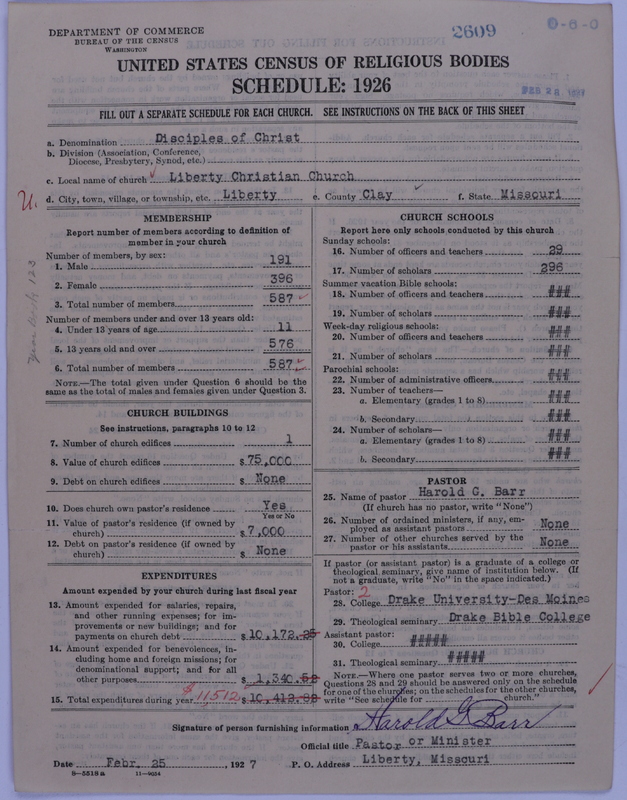 DEPARTMENT OF COMMERCE
BUREAU OF THE CENSUS
WASHINGTON
2609
UNITED STATES CENSUS OF RELIGIOUS BODIES
SCHEDULE: 1926
FILL OUT A SEPARATE SCHEDULE FOR EACH CHURCH. SEE INSTRUCTIONS ON THE BACK OF THIS SHEET
a. Denomination Disciples of Christ
b. Division (Association, Conference,
Diocese, Presbytery, Synod, etc.)
c. Local name of church Liberty Christian Church
U. d. City, town, village, or township, etc. Liberty e. County Clay f. State Missouri
MEMBERSHIP
Report number of members according to definition of
member in your church
Number of members, by sex:
1. Male 191
2. Female 396
3. Total number of members 587
Number of members under and over 13 years old:
4. Under 13 years of age 11
5. 13 years old and over 576
6. Total number of members 587
NOTE.—The total given under Question 6 should be the
same as the total of males and females given under Question 3.
CHURCH BUILDINGS
See instructions, paragraphs 10 to 12
7. Number of church edifices 1
8. Value of church edifices $75,000
9. Debt on church edifices $ None
10. Does church own pastor's residence Yes
Yes or No
11. Value of pastor's residence (if owned by
church) $7,000
12. Debt on pastor's residence (if owned by
church) $ None
EXPENDITURES
Amount expended by your church during last fiscal year
13. Amount expended for salaries, repairs,
and other running expenses; for im-
provements or new buildings; and for
payments on church debt $10,172.25
14. Amount expended for benevolences, in-
cluding home and foreign missions; for
denominational support; and for all
other purposes $ 1,340.52
15. Total expenditures during year $11,512 $10,412.88
CHURCH SCHOOLS
Report here only schools conducted by this church
Sunday schools:
16. Number of officers and teachers 29
17. Number of scholars 296
Summer vacation Bible schools:
18. Number of officers and teachers ###
19. Number of scholars ###
Week-day religious schools:
20. Number of officers and teachers ###
21. Number of scholars ###
Parochial schools:
22. Number of administrative officers ###
23. Number of teachers—
a. Elementary (grades 1 to 8) ###
b. Secondary ###
24. Number of scholars—
a. Elementary (grades 1 to 8) ###
b. Secondary ###
PASTOR
25. Name of pastor Harold G. Barr
(If church has no pastor, write "None")
26. Number of ordained ministers, if any, em-
ployed as assistant pastors None
27. Number of other churches served by the
pastor or his assistants None
If pastor (or assistant pastor) is a graduate of a college or
theological seminary, give name of institution below. (If
not a graduate, write "No" in the space indicated.)
Pastor: 2
28. College Drake University-Des Moines
29. Theological seminary Drake Bible College
Assistant pastor:
30. College #####
31. Theological seminary #####
NOTE.—Where one pastor serves two or more churches,
Questions 28 and 29 should be answered only on the schedule
for one of the churches; on the schedules for the other churches,
write "See schedule for church."
Signature of person furnishing information Harold G Barr
Official title Pastor or Minister
Date Febr. 25, 1927 P. O. Address Liberty, Missouri
8—5519a 11—9034